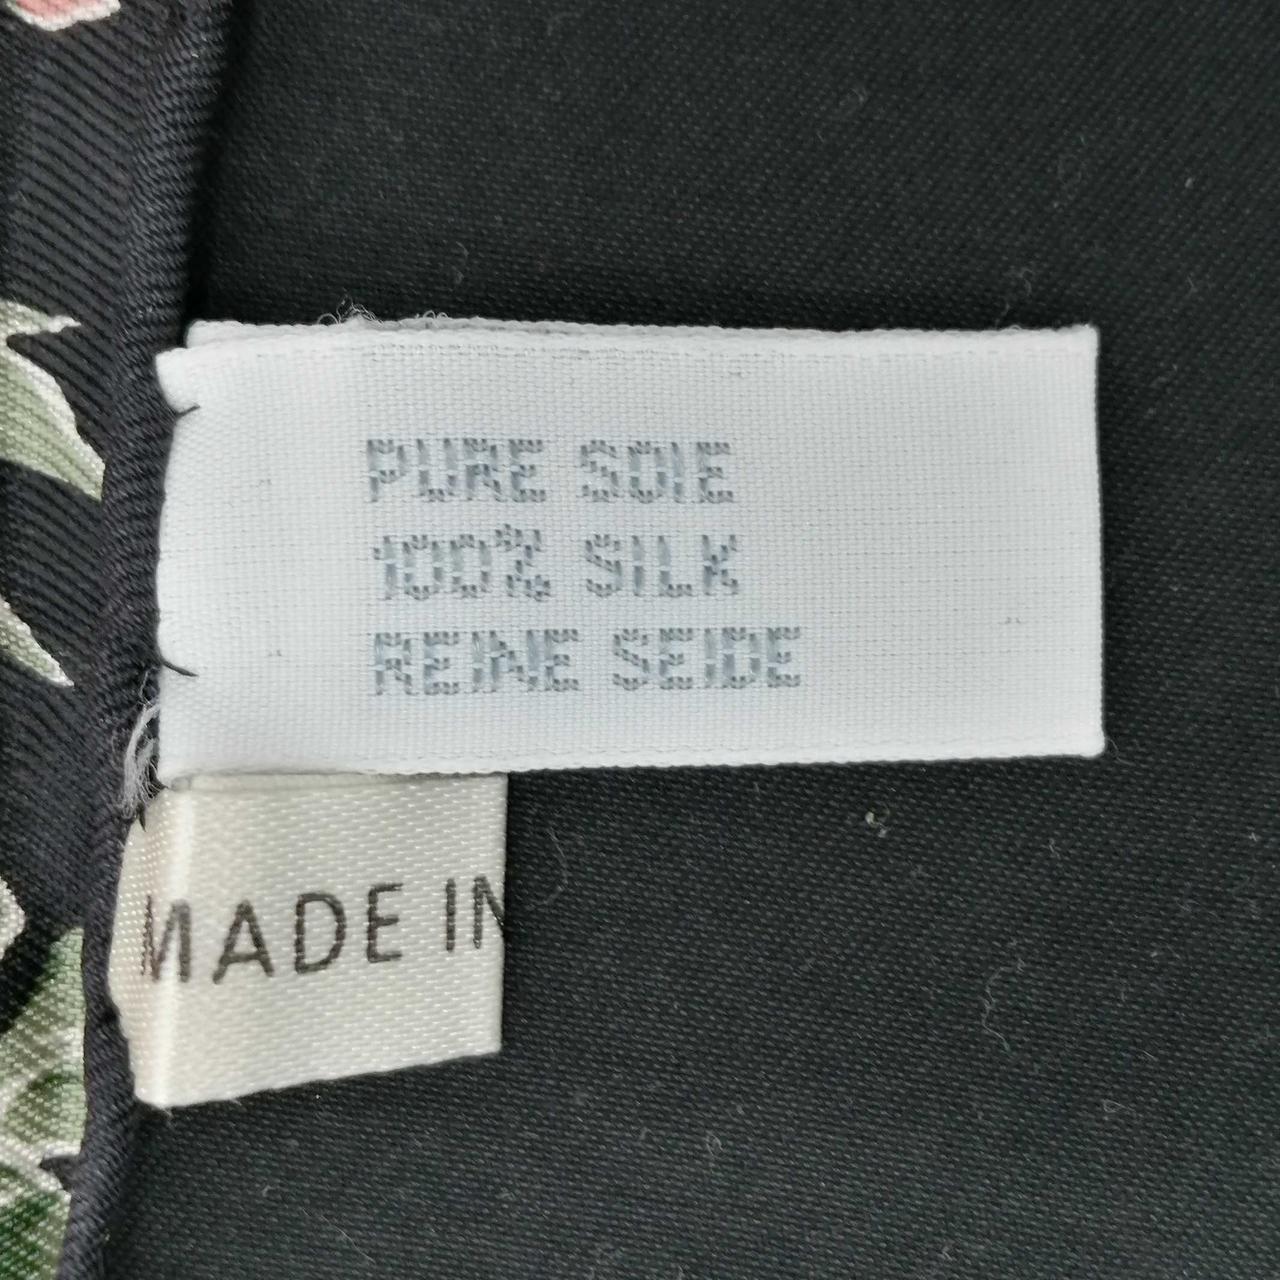 PURE SOIE
100% SILK
REINE SEIDE
MADE IN